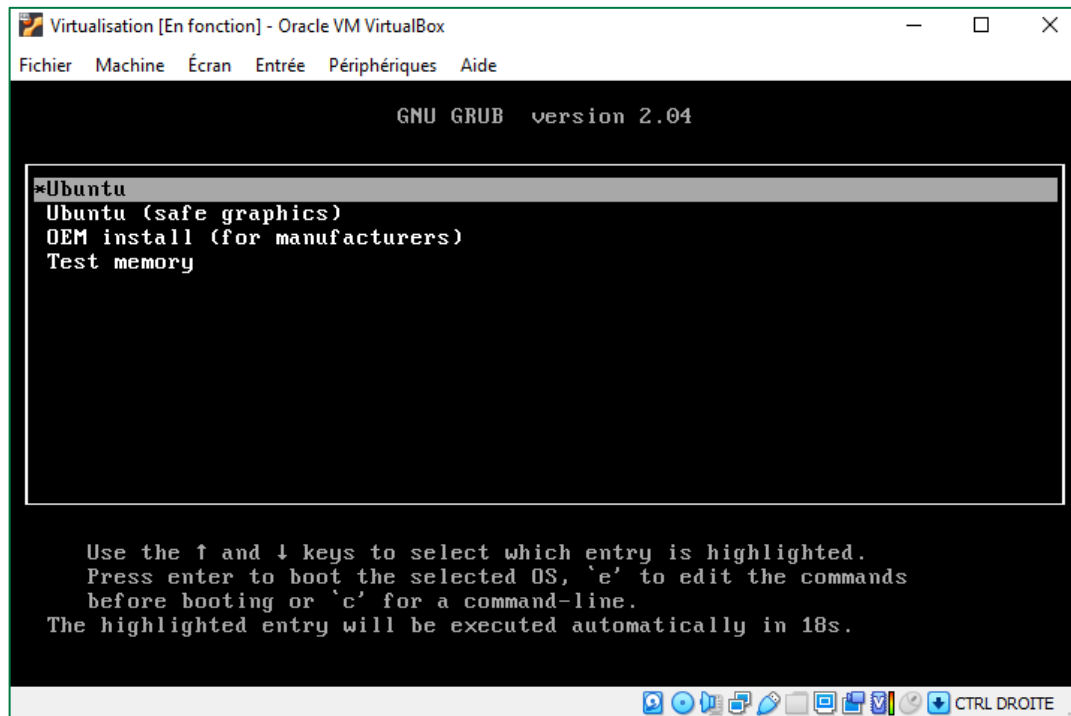 Virtualisation [En fonction] - Oracle VM VirtualBox
Fichier Machine Écran Entrée Périphériques Aide
GNU GRUB version 2.04
*Ubuntu
Ubuntu (safe graphics)
OEM install (for manufacturers)
Test memory
Use the ↑ and ↓ keys to select which entry is highlighted.
Press enter to boot the selected OS, `e' to edit the commands
before booting or `c' for a command-line.
The highlighted entry will be executed automatically in 18s.
CTRL DROITE